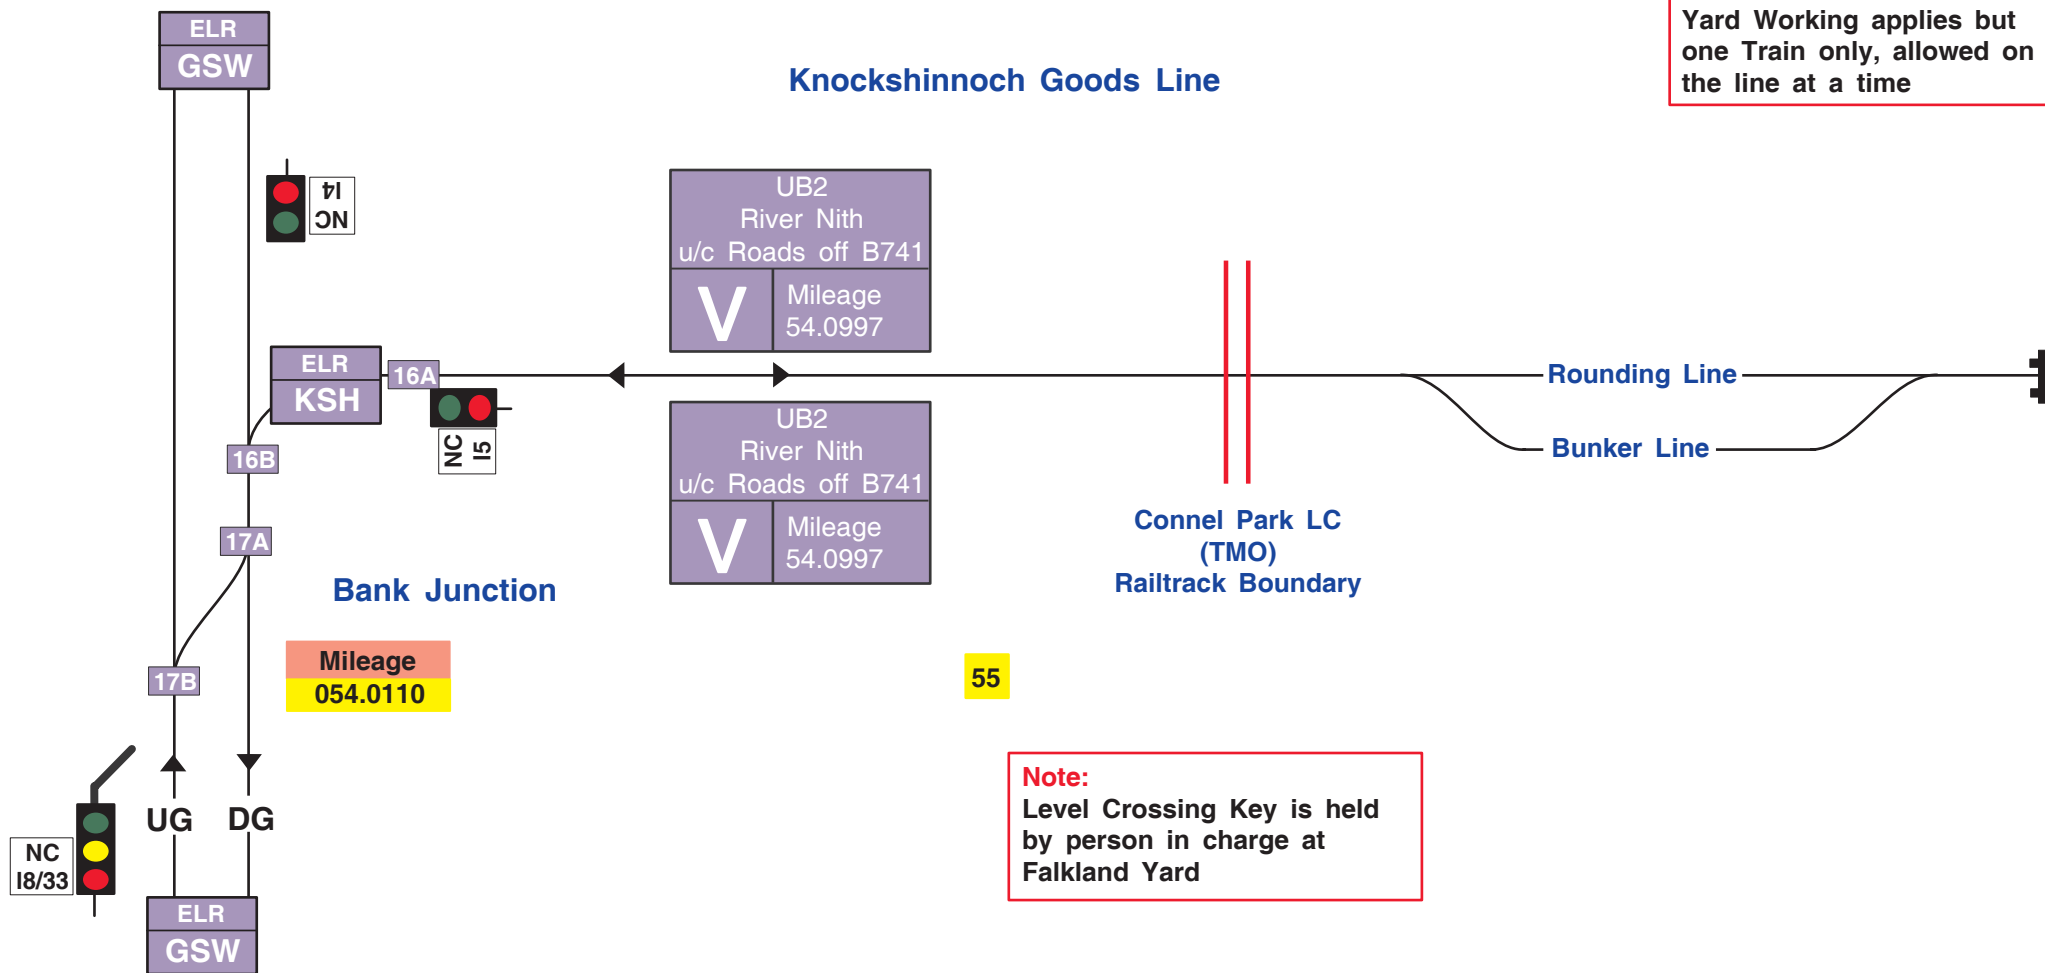 ELR
GSW
Knockshinnoch Goods Line
Yard Working applies but
one Train only, allowed on
the line at a time
I4
NC
UB2
River Nith
u/c Roads off B741
V
Mileage
54.0997
ELR
KSH
16A
NC
I5
16B
Rounding Line
Bunker Line
UB2
River Nith
u/c Roads off B741
V
Mileage
54.0997
17A
Connel Park LC
(TMO)
Railtrack Boundary
Bank Junction
Mileage
054.0110
17B
55
Note:
Level Crossing Key is held
by person in charge at
Falkland Yard
UG
DG
NC
I8/33
ELR
GSW